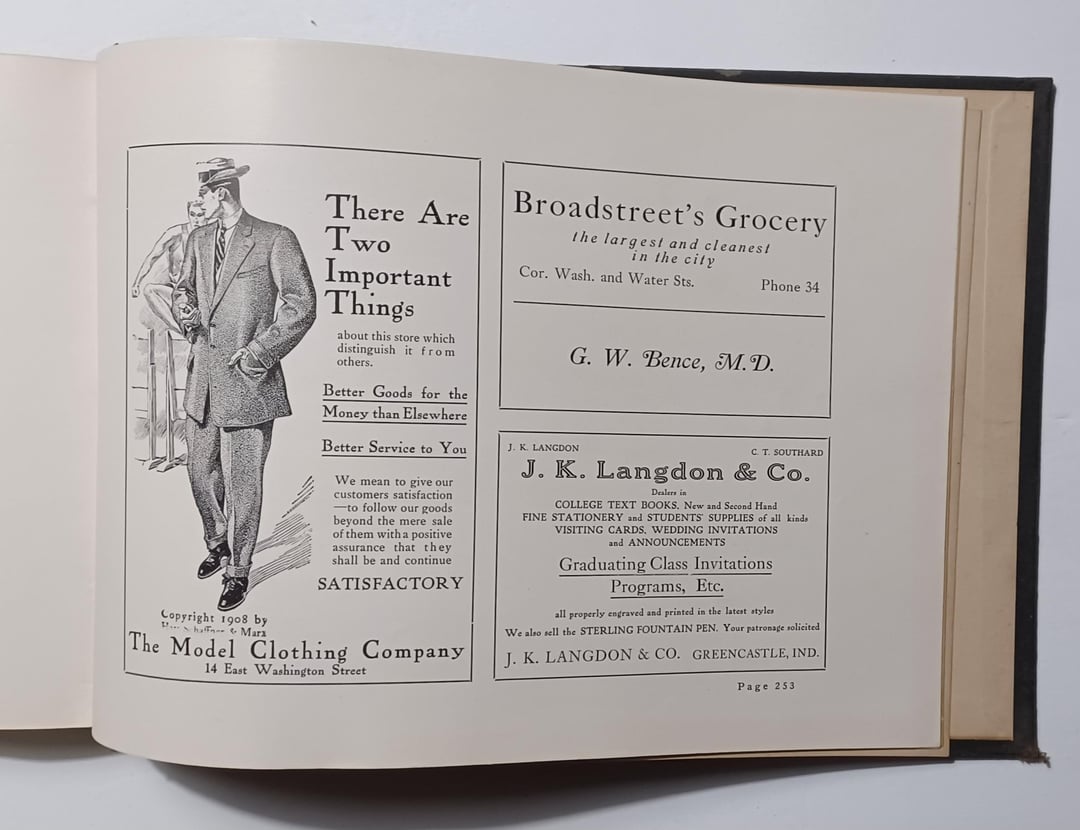 There Are
Two
Important
Things
about this store which
distinguish it from
others.
Better Goods for the
Money than Elsewhere
Better Service to You
We mean to give our
customers satisfaction
—to follow our goods
beyond the mere sale
of them with a positive
assurance that they
shall be and continue
SATISFACTORY
Copyright 1908 by
Hart Schaffner & Marx
The Model Clothing Company
14 East Washington Street
Broadstreet's Grocery
the largest and cleanest
in the city
Cor. Wash. and Water Sts. Phone 34
G. W. Bence, M.D.
J. K. LANGDON C. T. SOUTHARD
J. K. Langdon & Co.
Dealers in
COLLEGE TEXT BOOKS, New and Second Hand
FINE STATIONERY and STUDENTS' SUPPLIES of all kinds
VISITING CARDS, WEDDING INVITATIONS
and ANNOUNCEMENTS
Graduating Class Invitations
Programs, Etc.
all properly engraved and printed in the latest styles
We also sell the STERLING FOUNTAIN PEN. Your patronage solicited
J. K. LANGDON & CO. GREENCASTLE, IND.
Page 253